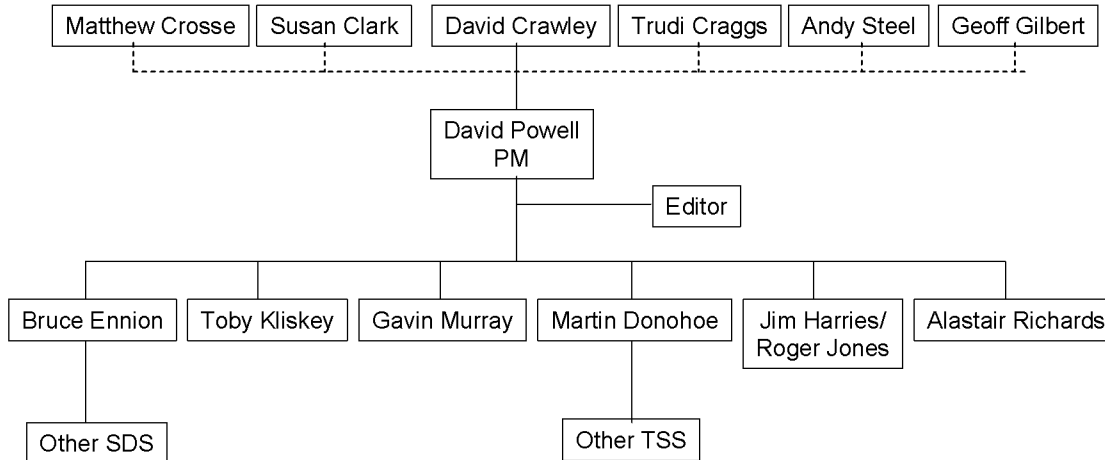 Matthew Crosse
Susan Clark
David Crawley
Trudi Craggs
Andy Steel
Geoff Gilbert
David Powell
PM
Editor
Bruce Ennion
Toby Kliskey
Gavin Murray
Martin Donohoe
Jim Harries/
Roger Jones
Alastair Richards
Other SDS
Other TSS